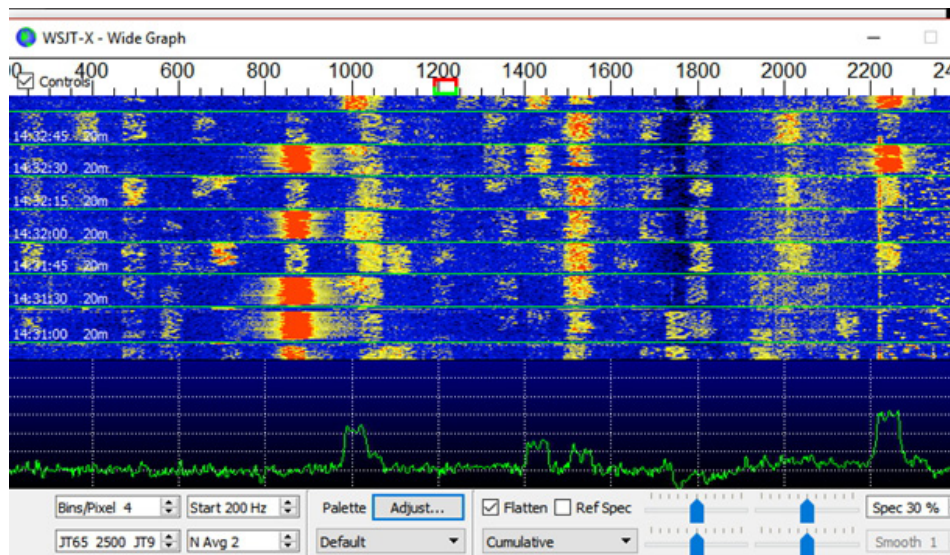 WSJT-X - Wide Graph
00 400 600 800 1000 1200 1400 1600 1800 2000 2200 24
Controls
14:32:45 20m
14:32:30 20m
14:32:15 20m
14:32:00 20m
14:31:45 20m
14:31:30 20m
14:31:00 20m
Bins/Pixel 4 Start 200 Hz Palette Adjust... Flatten Ref Spec Spec 30 %
JT65 2500 JT9 N Avg 2 Default Cumulative Smooth 1